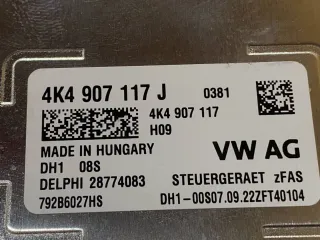 4K4 907 117 J 0381
4K4 907 117
H09
MADE IN HUNGARY
DH1 08S
VW AG
DELPHI 28774083
STEUERGERAET zFAS
792B6027HS
DH1-00S07.09.22ZFT40104